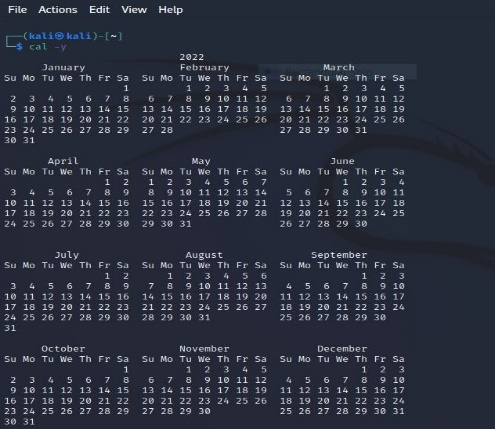 File Actions Edit View Help
┌──(kali㉿kali)-[~]
└─$ cal -y
2022
January February March
Su Mo Tu We Th Fr Sa Su Mo Tu We Th Fr Sa Su Mo Tu We Th Fr Sa
1 1 2 3 4 5 1 2 3 4 5
2 3 4 5 6 7 8 6 7 8 9 10 11 12 6 7 8 9 10 11 12
9 10 11 12 13 14 15 13 14 15 16 17 18 19 13 14 15 16 17 18 19
16 17 18 19 20 21 22 20 21 22 23 24 25 26 20 21 22 23 24 25 26
23 24 25 26 27 28 29 27 28 27 28 29 30 31
30 31
April May June
Su Mo Tu We Th Fr Sa Su Mo Tu We Th Fr Sa Su Mo Tu We Th Fr Sa
1 2 1 2 3 4 5 6 7 1 2 3 4
3 4 5 6 7 8 9 8 9 10 11 12 13 14 5 6 7 8 9 10 11
10 11 12 13 14 15 16 15 16 17 18 19 20 21 12 13 14 15 16 17 18
17 18 19 20 21 22 23 22 23 24 25 26 27 28 19 20 21 22 23 24 25
24 25 26 27 28 29 30 29 30 31 26 27 28 29 30
July August September
Su Mo Tu We Th Fr Sa Su Mo Tu We Th Fr Sa Su Mo Tu We Th Fr Sa
1 2 1 2 3 4 5 6 1 2 3
3 4 5 6 7 8 9 7 8 9 10 11 12 13 4 5 6 7 8 9 10
10 11 12 13 14 15 16 14 15 16 17 18 19 20 11 12 13 14 15 16 17
17 18 19 20 21 22 23 21 22 23 24 25 26 27 18 19 20 21 22 23 24
24 25 26 27 28 29 30 28 29 30 31 25 26 27 28 29 30
31
October November December
Su Mo Tu We Th Fr Sa Su Mo Tu We Th Fr Sa Su Mo Tu We Th Fr Sa
1 1 2 3 4 5 1 2 3
2 3 4 5 6 7 8 6 7 8 9 10 11 12 4 5 6 7 8 9 10
9 10 11 12 13 14 15 13 14 15 16 17 18 19 11 12 13 14 15 16 17
16 17 18 19 20 21 22 20 21 22 23 24 25 26 18 19 20 21 22 23 24
23 24 25 26 27 28 29 27 28 29 30 25 26 27 28 29 30 31
30 31